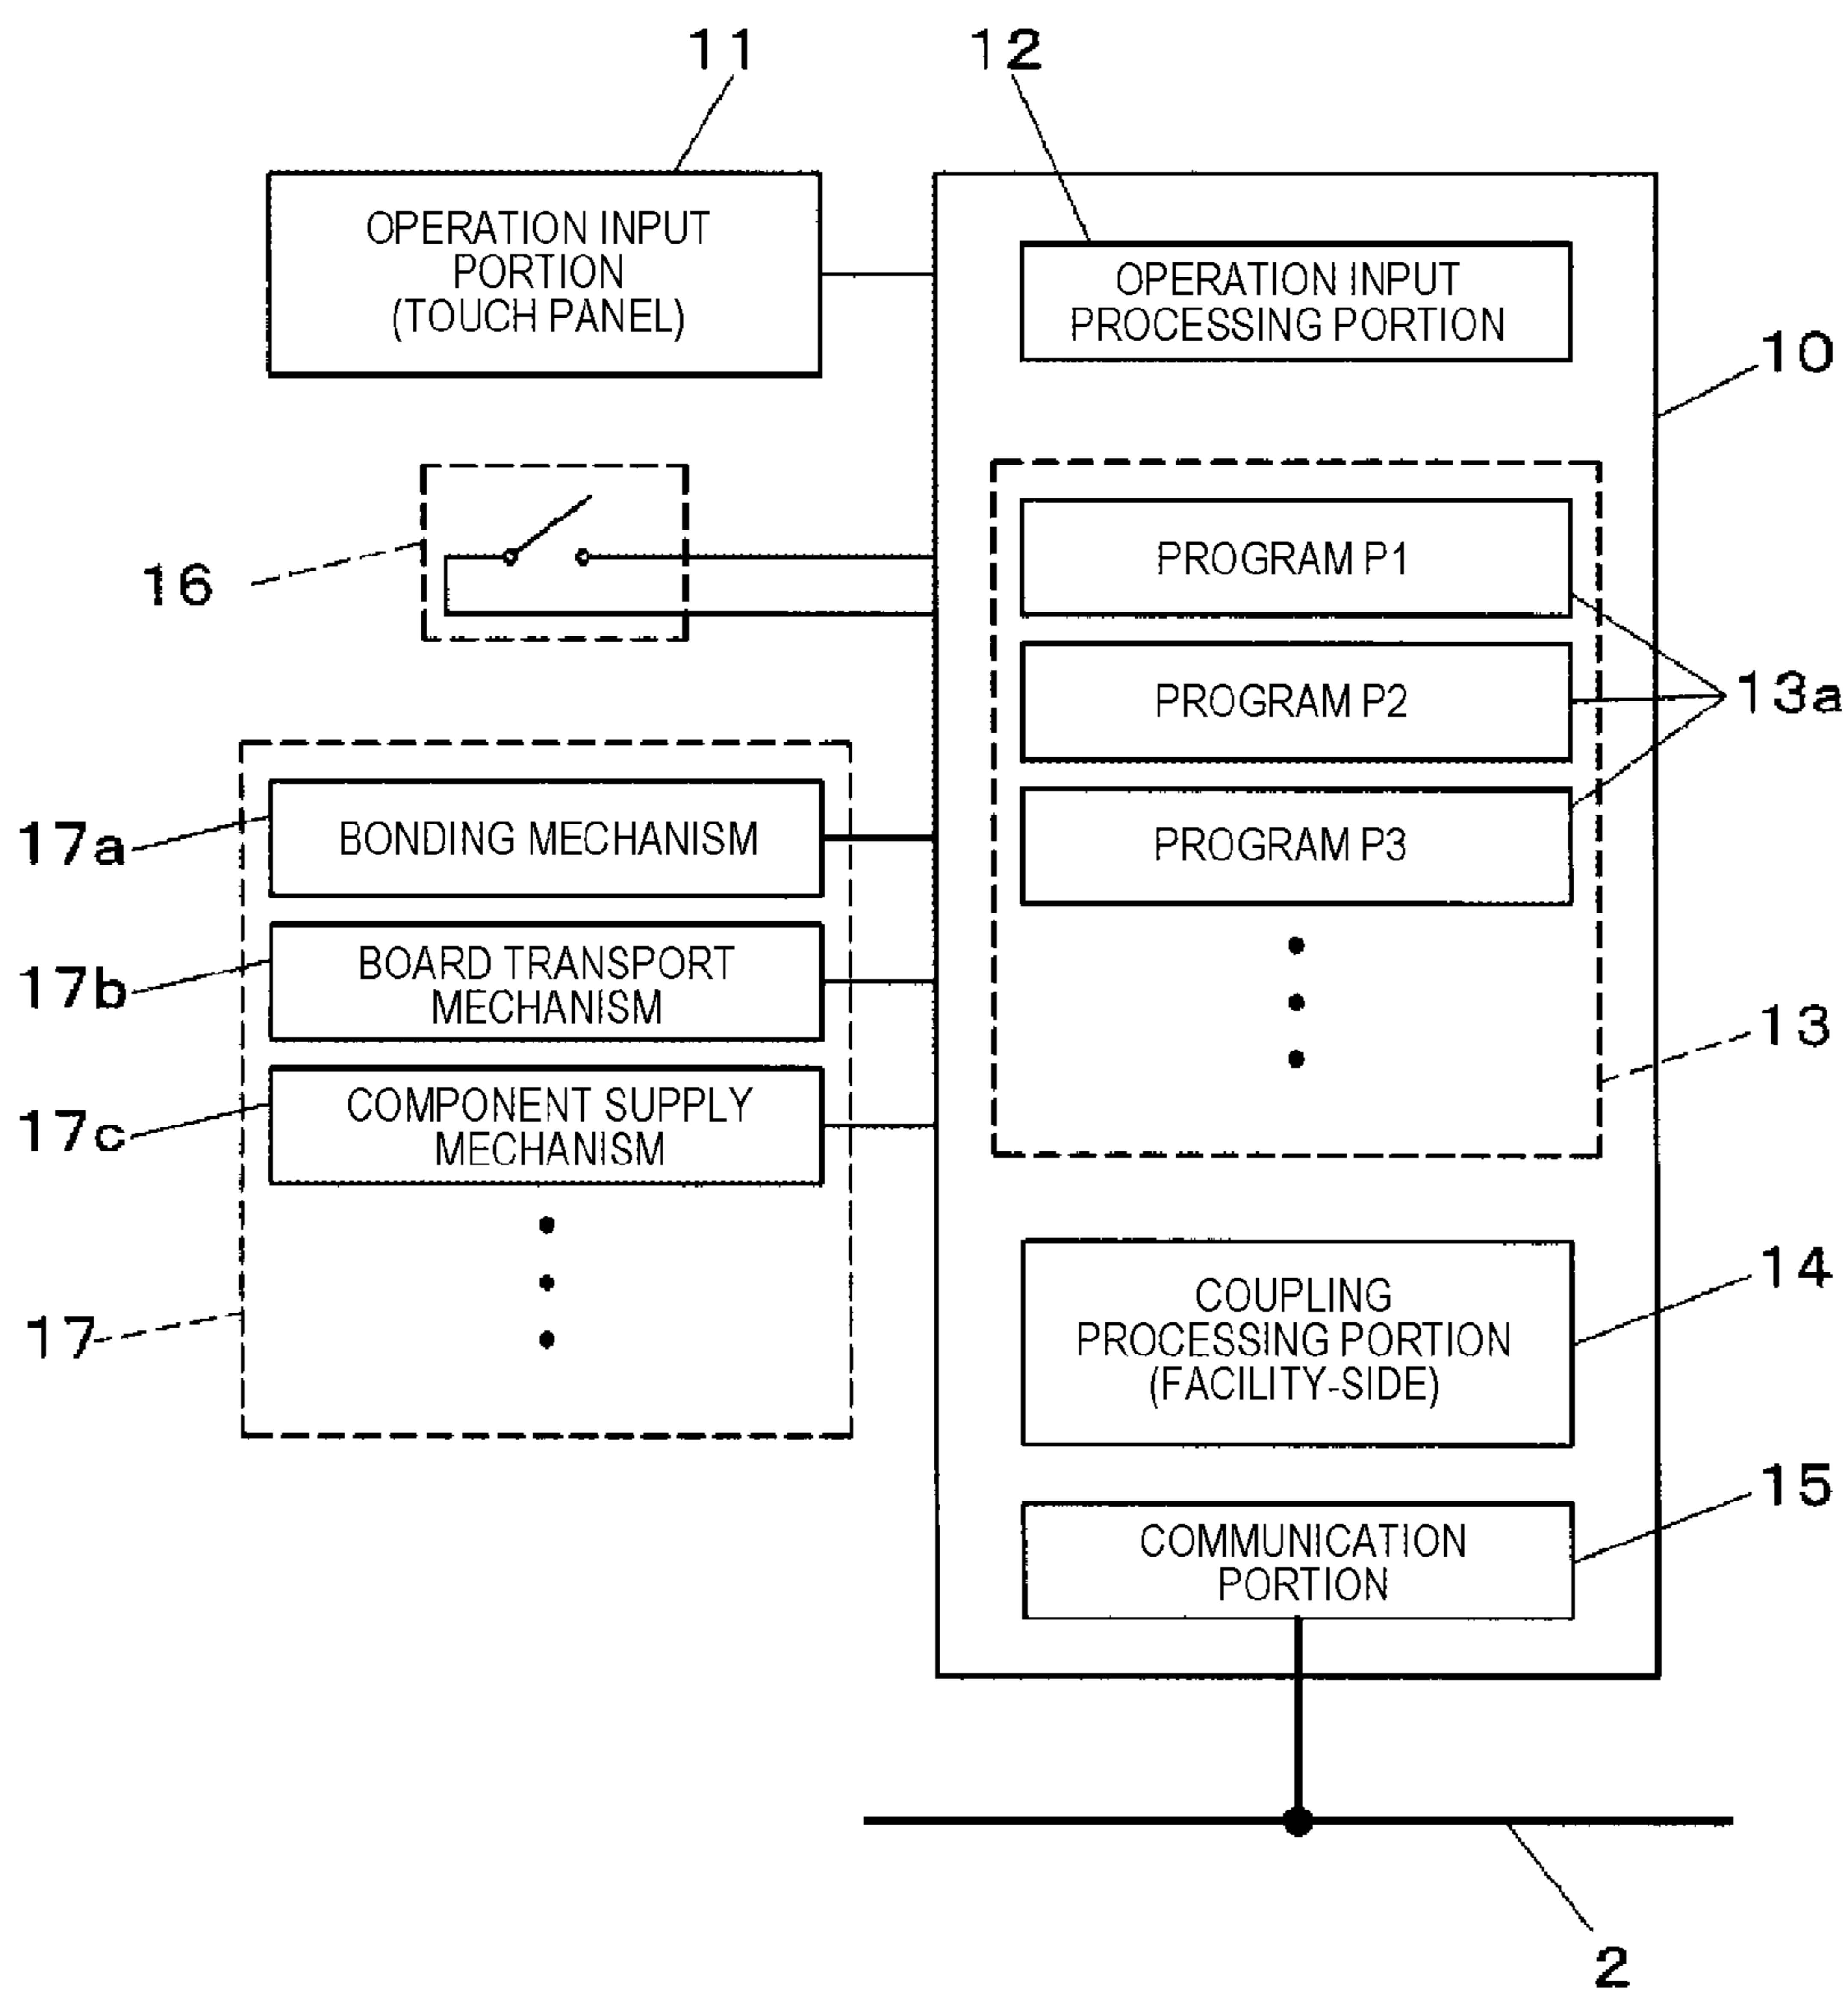 11
12
OPERATION INPUT
PORTION
(TOUCH PANEL)
OPERATION INPUT
PROCESSING PORTION
10
16
PROGRAM P1
PROGRAM P2
PROGRAM P3
13a
17a
BONDING MECHANISM
17b
BOARD TRANSPORT
MECHANISM
17c
COMPONENT SUPPLY
MECHANISM
13
17
COUPLING
PROCESSING PORTION
(FACILITY-SIDE)
14
COMMUNICATION
PORTION
15
2